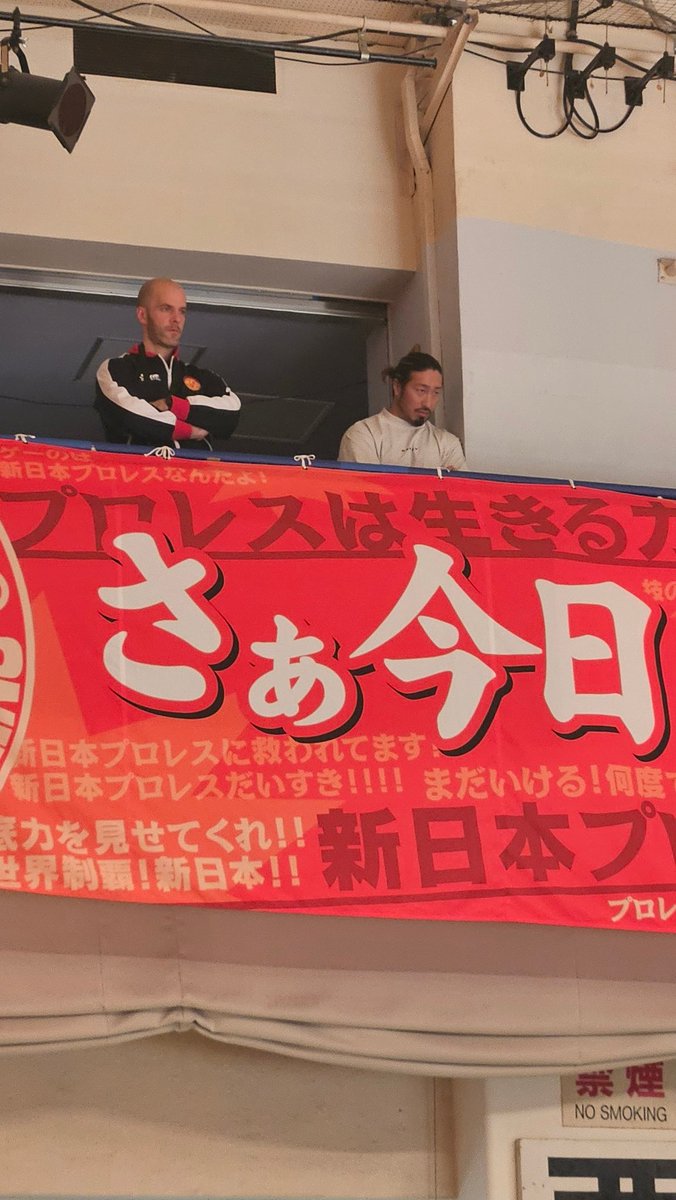 新日本プロレスなんだよ!
プロレスは生きる力
さぁ今日
新日本プロレスに救われてます!
新日本プロレスだいすき!!!!
まだいける!何度
底力を見せてくれ!!
世界制覇!新日本!!
新日本プロ
プロレ
禁煙
NO SMOKING